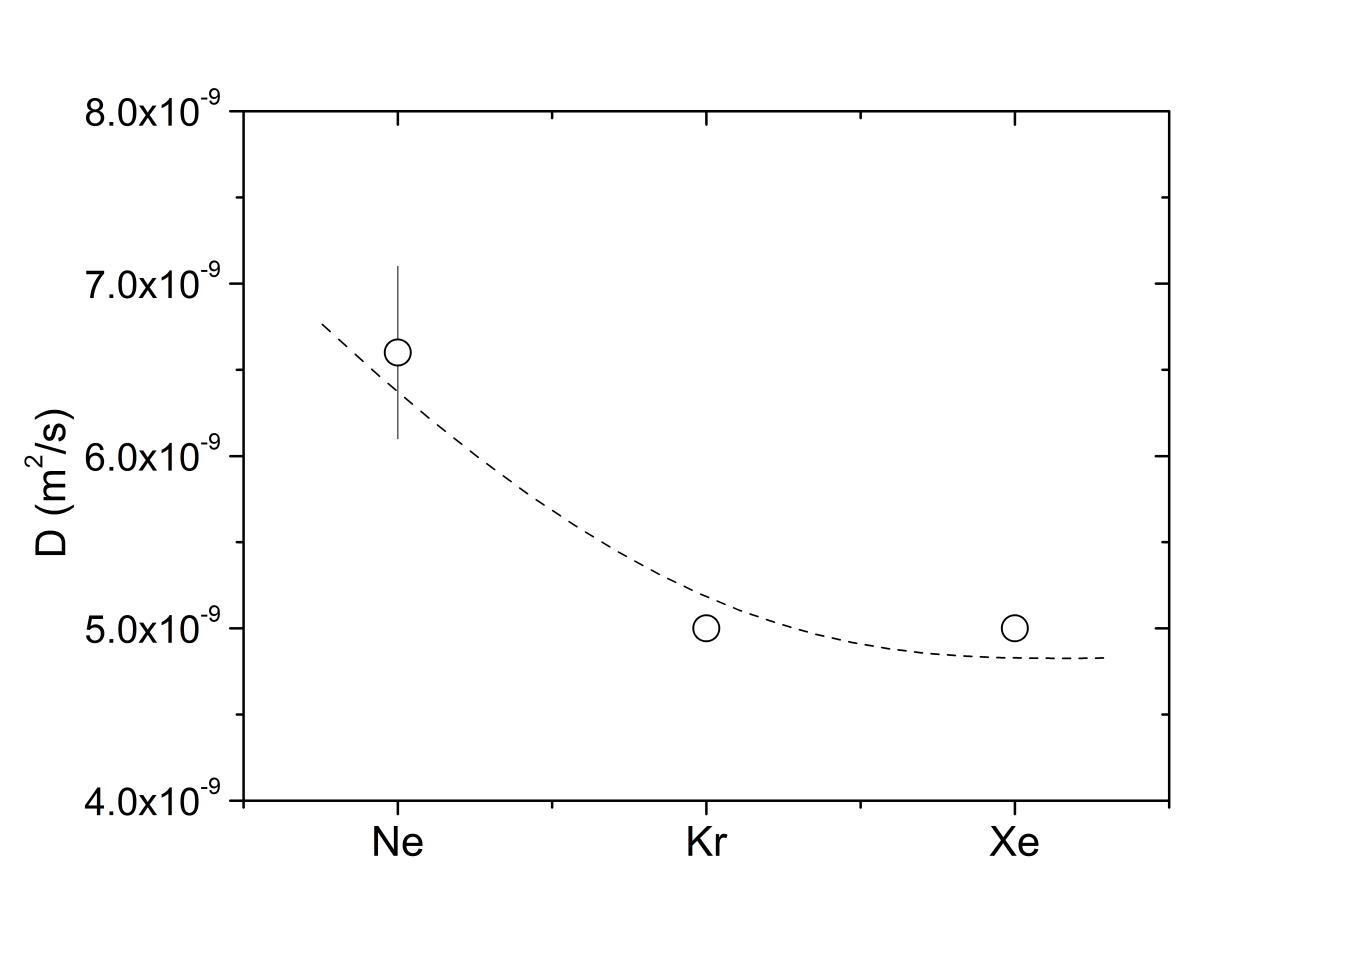 8.0x10⁻⁹
7.0x10⁻⁹
6.0x10⁻⁹
5.0x10⁻⁹
4.0x10⁻⁹
D (m²/s)
Ne Kr Xe